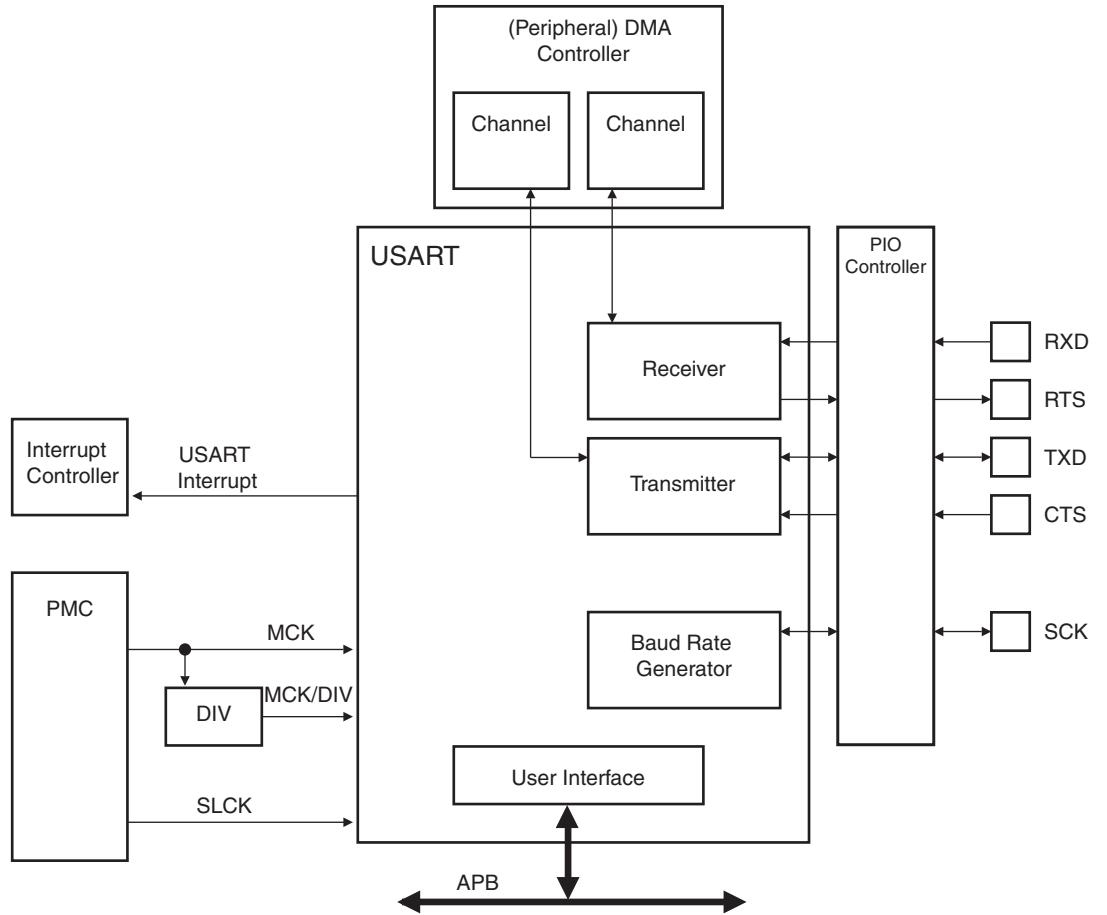 (Peripheral) DMA
Controller
Channel
Channel
USART
PIO
Controller
Receiver
RXD
RTS
Interrupt
Controller
USART
Interrupt
Transmitter
TXD
CTS
PMC
MCK
Baud Rate
Generator
SCK
DIV
MCK/DIV
User Interface
SLCK
APB